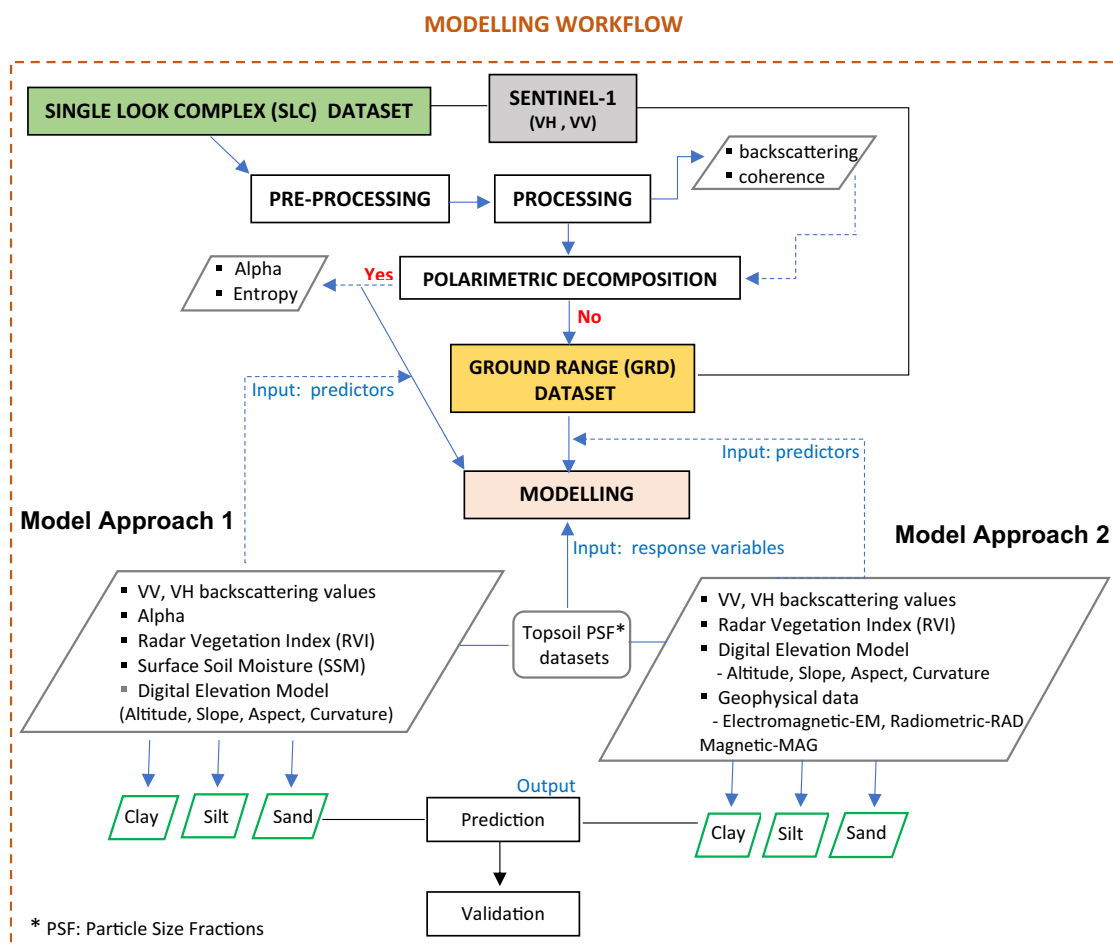 MODELLING WORKFLOW
SINGLE LOOK COMPLEX (SLC) DATASET
SENTINEL-1
(VH , VV)
▪ backscattering
▪ coherence
PRE-PROCESSING
PROCESSING
▪ Alpha
▪ Entropy
Yes
POLARIMETRIC DECOMPOSITION
No
GROUND RANGE (GRD)
DATASET
Input: predictors
Input: predictors
MODELLING
Model Approach 1
Model Approach 2
Input: response variables
▪ VV, VH backscattering values
▪ Alpha
▪ Radar Vegetation Index (RVI)
▪ Surface Soil Moisture (SSM)
▪ Digital Elevation Model
(Altitude, Slope, Aspect, Curvature)
Topsoil PSF*
datasets
▪ VV, VH backscattering values
▪ Radar Vegetation Index (RVI)
▪ Digital Elevation Model
- Altitude, Slope, Aspect, Curvature
▪ Geophysical data
- Electromagnetic-EM, Radiometric-RAD
Magnetic-MAG
Output
Clay
Silt
Sand
Prediction
Clay
Silt
Sand
Validation
* PSF: Particle Size Fractions